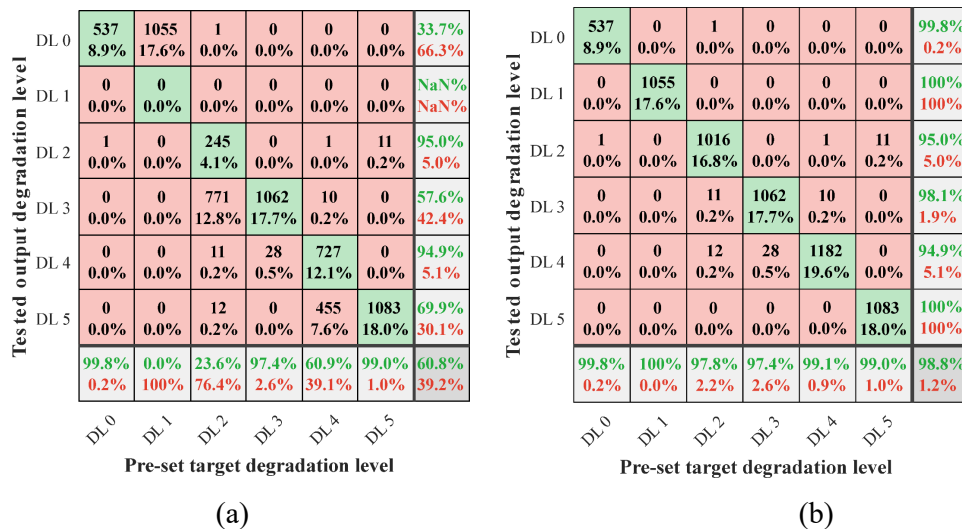 Tested output degradation level
DL 0
537 1055 1 0 0 0 33.7%
8.9% 17.6% 0.0% 0.0% 0.0% 0.0% 66.3%
DL 1
0 0 0 0 0 0 NaN%
0.0% 0.0% 0.0% 0.0% 0.0% 0.0% NaN%
DL 2
1 0 245 0 1 11 95.0%
0.0% 0.0% 4.1% 0.0% 0.0% 0.2% 5.0%
DL 3
0 0 771 1062 10 0 57.6%
0.0% 0.0% 12.8% 17.7% 0.2% 0.0% 42.4%
DL 4
0 0 11 28 727 0 94.9%
0.0% 0.0% 0.2% 0.5% 12.1% 0.0% 5.1%
DL 5
0 0 12 0 455 1083 69.9%
0.0% 0.0% 0.2% 0.0% 7.6% 18.0% 30.1%
99.8% 0.0% 23.6% 97.4% 60.9% 99.0% 60.8%
0.2% 100% 76.4% 2.6% 39.1% 1.0% 39.2%
DL 0 DL 1 DL 2 DL 3 DL 4 DL 5
Pre-set target degradation level
(a)
Tested output degradation level
DL 0
537 0 1 0 0 0 99.8%
8.9% 0.0% 0.0% 0.0% 0.0% 0.0% 0.2%
DL 1
0 1055 0 0 0 0 100%
0.0% 17.6% 0.0% 0.0% 0.0% 0.0% 100%
DL 2
1 0 1016 0 1 11 95.0%
0.0% 0.0% 16.8% 0.0% 0.0% 0.2% 5.0%
DL 3
0 0 11 1062 10 0 98.1%
0.0% 0.0% 0.2% 17.7% 0.2% 0.0% 1.9%
DL 4
0 0 12 28 1182 0 94.9%
0.0% 0.0% 0.2% 0.5% 19.6% 0.0% 5.1%
DL 5
0 0 0 0 0 1083 100%
0.0% 0.0% 0.0% 0.0% 0.0% 18.0% 100%
99.8% 100% 97.8% 97.4% 99.1% 99.0% 98.8%
0.2% 0.0% 2.2% 2.6% 0.9% 1.0% 1.2%
DL 0 DL 1 DL 2 DL 3 DL 4 DL 5
Pre-set target degradation level
(b)